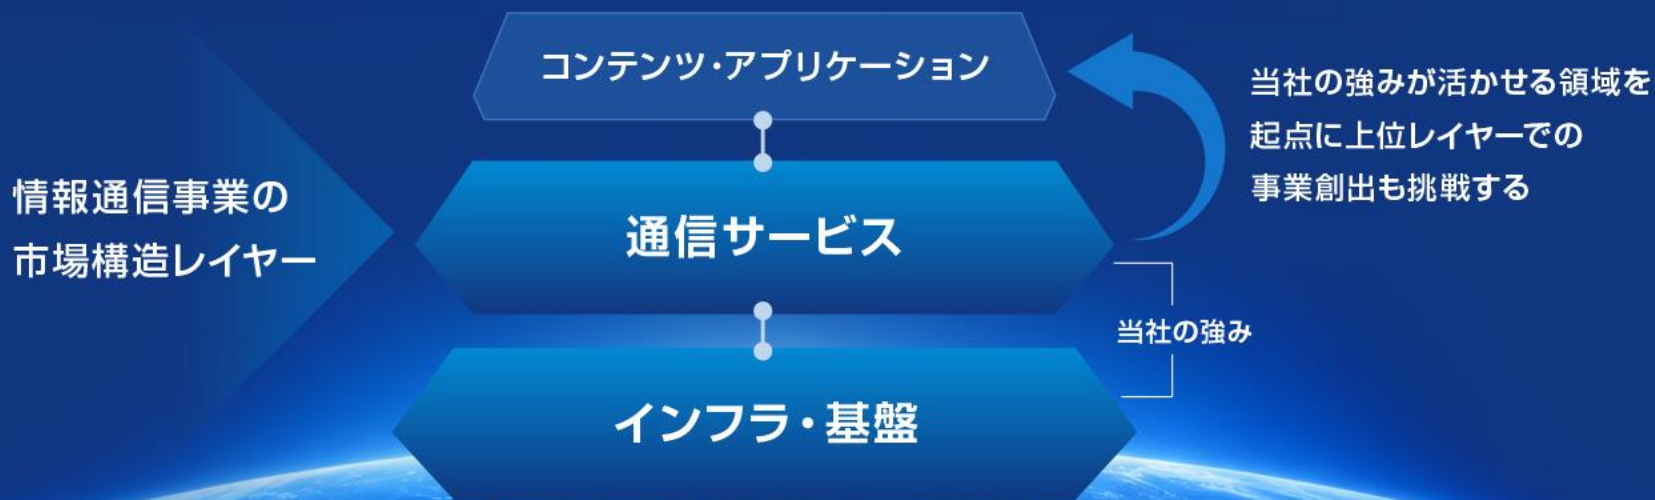 情報通信事業の
市場構造レイヤー
コンテンツ・アプリケーション
通信サービス
インフラ・基盤
当社の強みが活かせる領域を
起点に上位レイヤーでの
事業創出も挑戦する
当社の強み